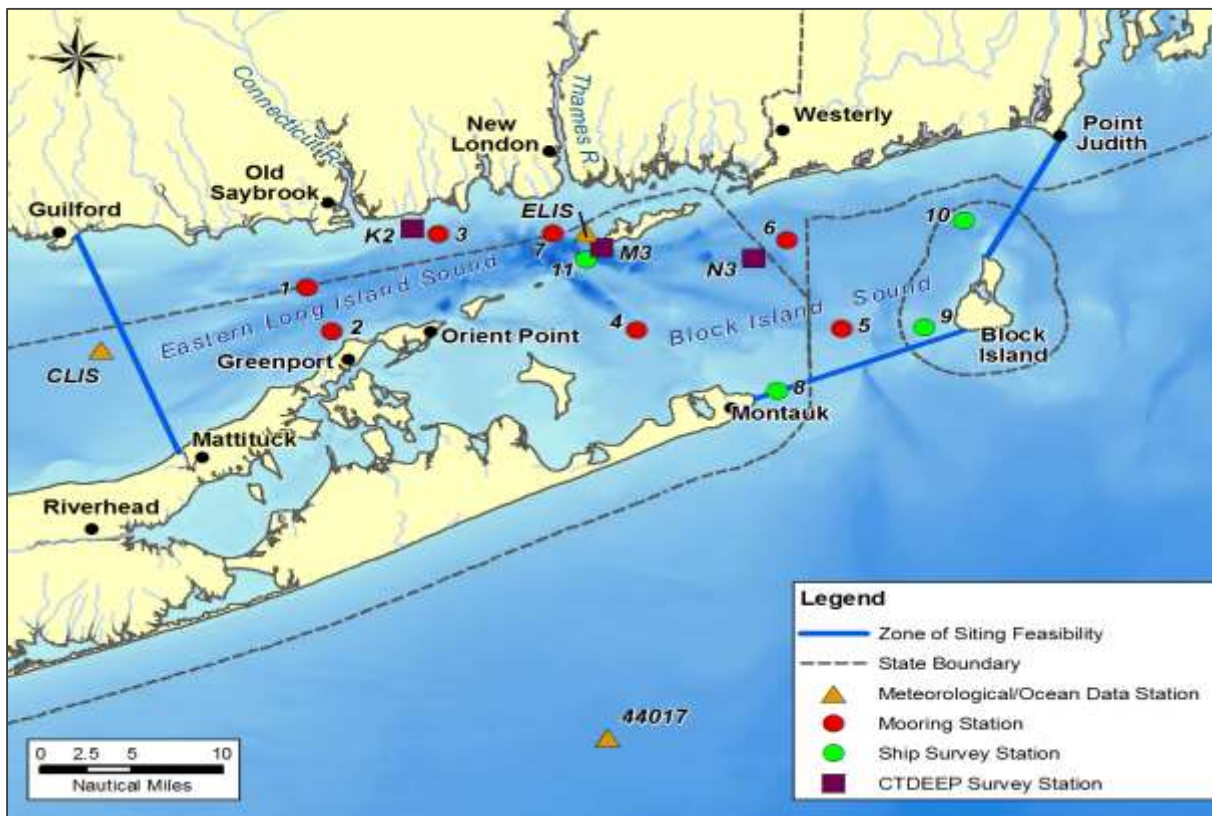 Connecticut R.
Thames R.
New
London
Westerly
Point
Judith
Old
Saybrook
Guilford
ELIS
K2
3
7
M3
11
6
N3
10
1
2
Eastern Long Island Sound
4
Block Island Sound
5
9
Block
Island
Orient Point
Greenport
CLIS
8
Montauk
Mattituck
Riverhead
44017
0 2.5 5 10
Nautical Miles
Legend
Zone of Siting Feasibility
State Boundary
Meteorological/Ocean Data Station
Mooring Station
Ship Survey Station
CTDEEP Survey Station